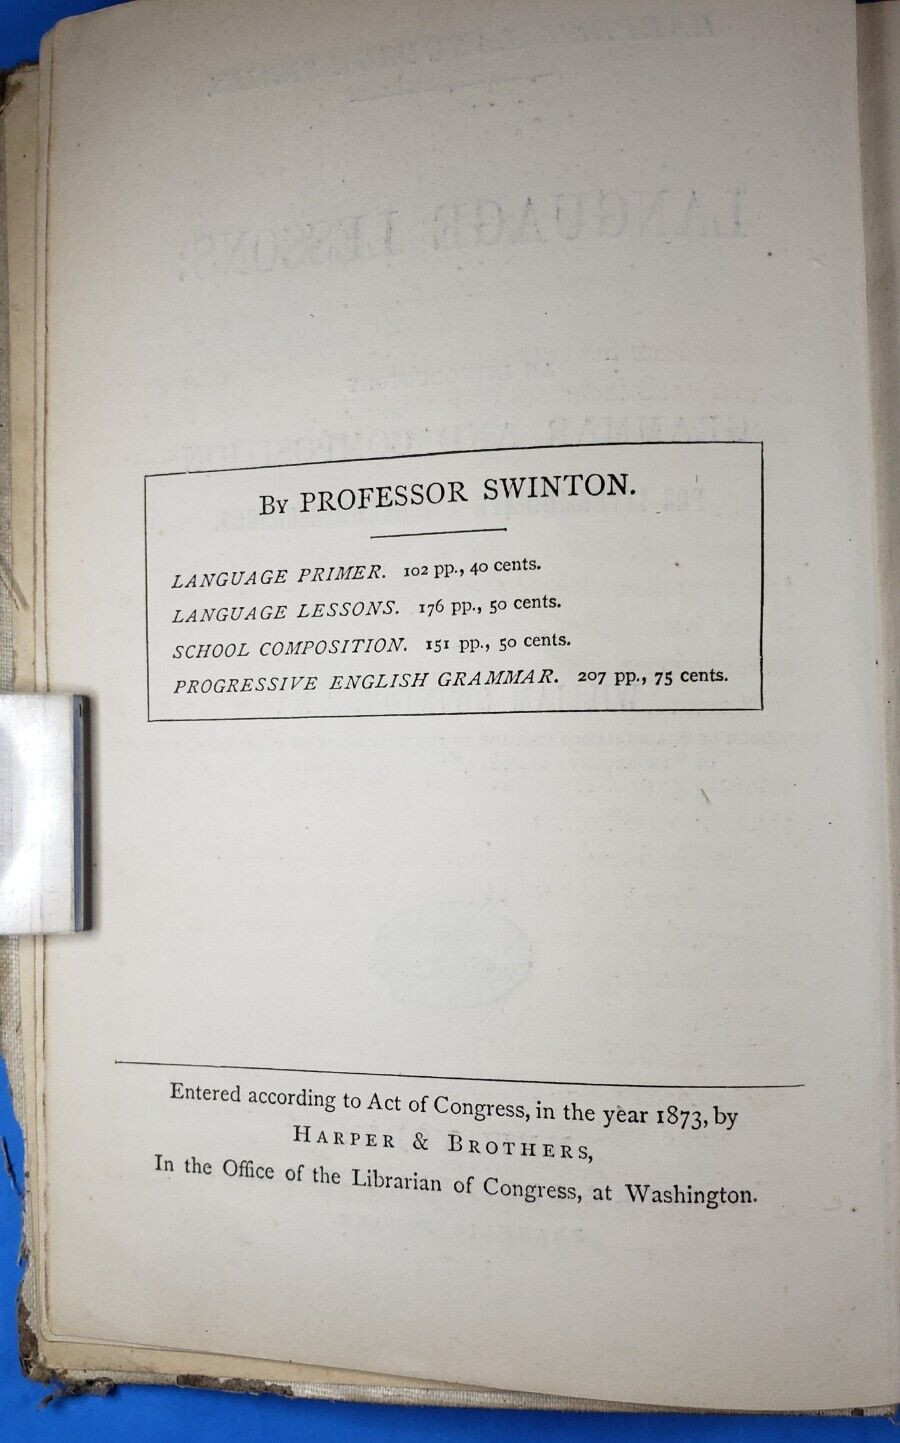 By PROFESSOR SWINTON.
LANGUAGE PRIMER. 102 pp., 40 cents.
LANGUAGE LESSONS. 176 pp., 50 cents.
SCHOOL COMPOSITION. 151 pp., 50 cents.
PROGRESSIVE ENGLISH GRAMMAR. 207 pp., 75 cents.
Entered according to Act of Congress, in the year 1873, by
HARPER & BROTHERS,
In the Office of the Librarian of Congress, at Washington.